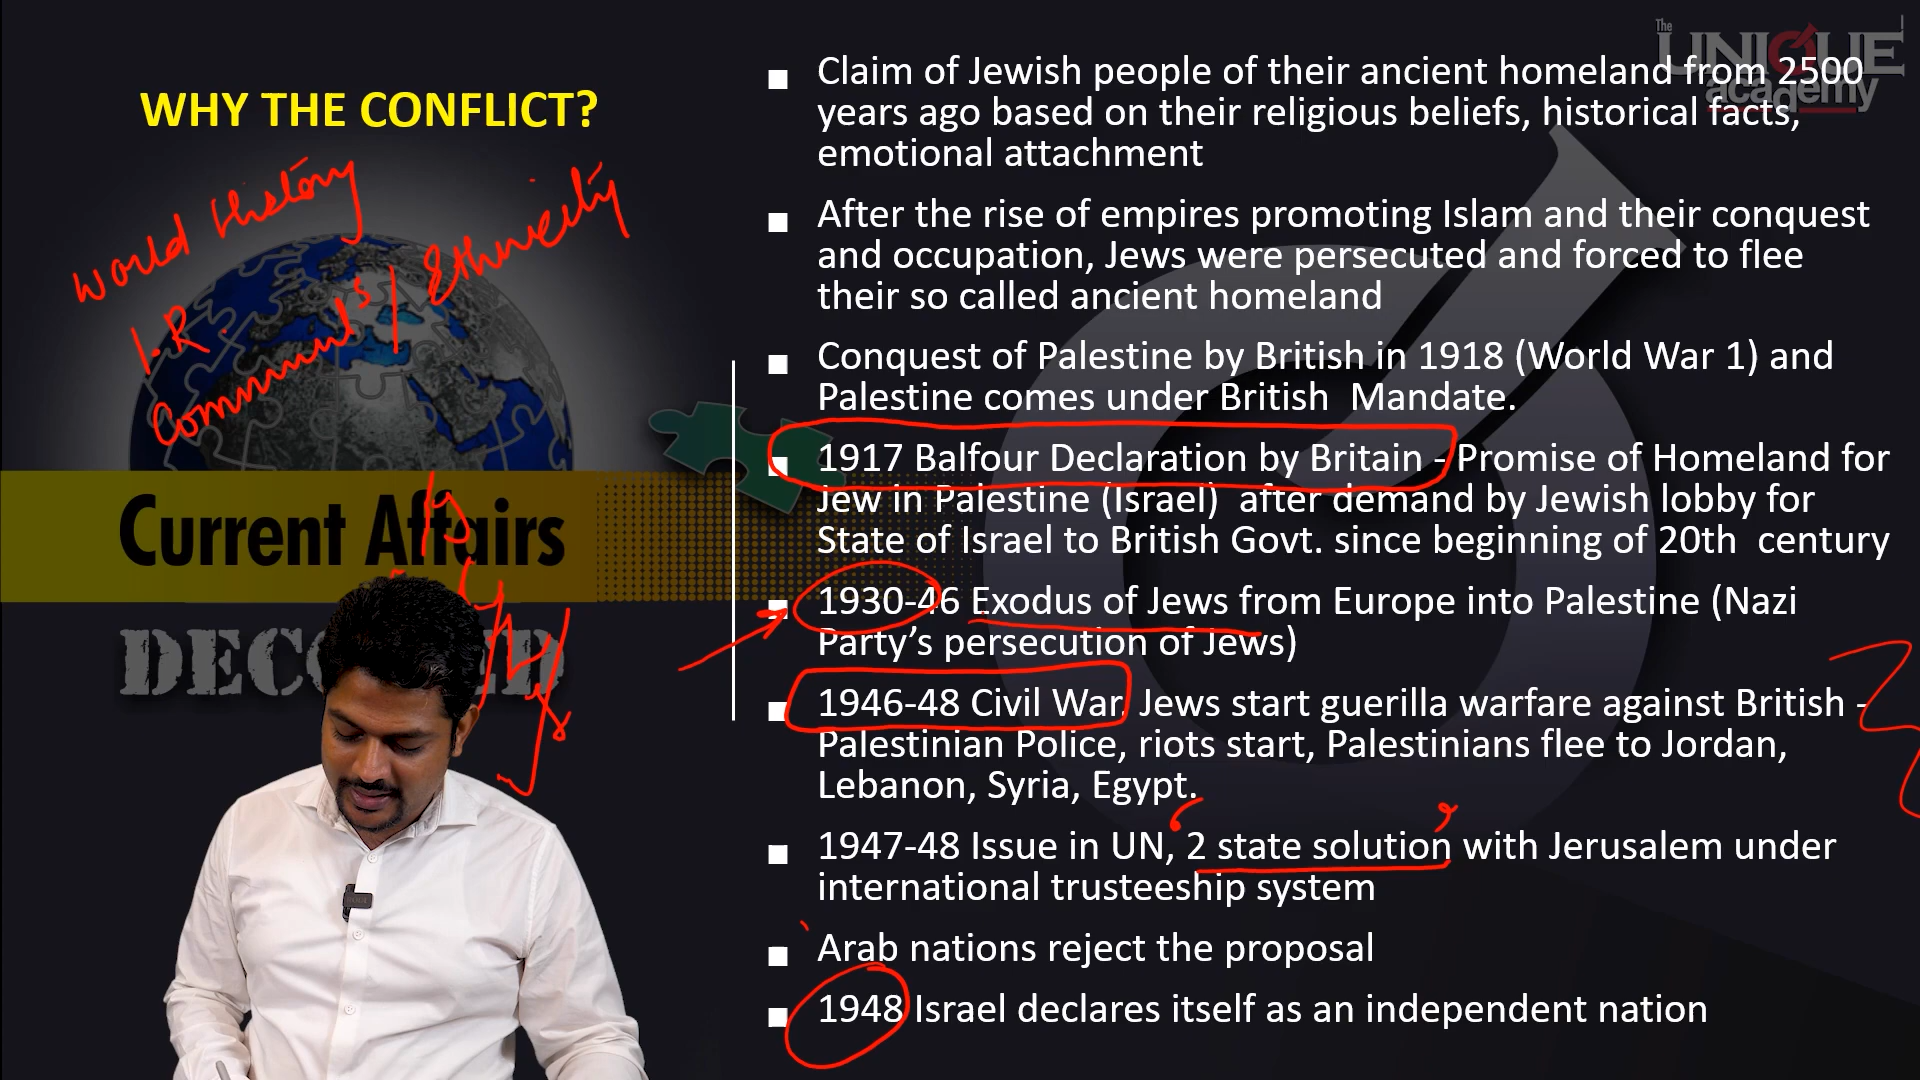 The
UNIQUE
academy
WHY THE CONFLICT?
World History
I.R
Communal / Ethnicity
Current Affairs
■ Claim of Jewish people of their ancient homeland from 2500
years ago based on their religious beliefs, historical facts,
emotional attachment
■ After the rise of empires promoting Islam and their conquest
and occupation, Jews were persecuted and forced to flee
their so called ancient homeland
■ Conquest of Palestine by British in 1918 (World War 1) and
Palestine comes under British Mandate.
■ 1917 Balfour Declaration by Britain - Promise of Homeland for
Jew in Palestine (Israel) after demand by Jewish lobby for
State of Israel to British Govt. since beginning of 20th century
■ 1930-46 Exodus of Jews from Europe into Palestine (Nazi
Party’s persecution of Jews)
■ 1946-48 Civil War. Jews start guerilla warfare against British -
Palestinian Police, riots start, Palestinians flee to Jordan,
Lebanon, Syria, Egypt.
■ 1947-48 Issue in UN, 2 state solution with Jerusalem under
international trusteeship system
■ Arab nations reject the proposal
■ 1948 Israel declares itself as an independent nation